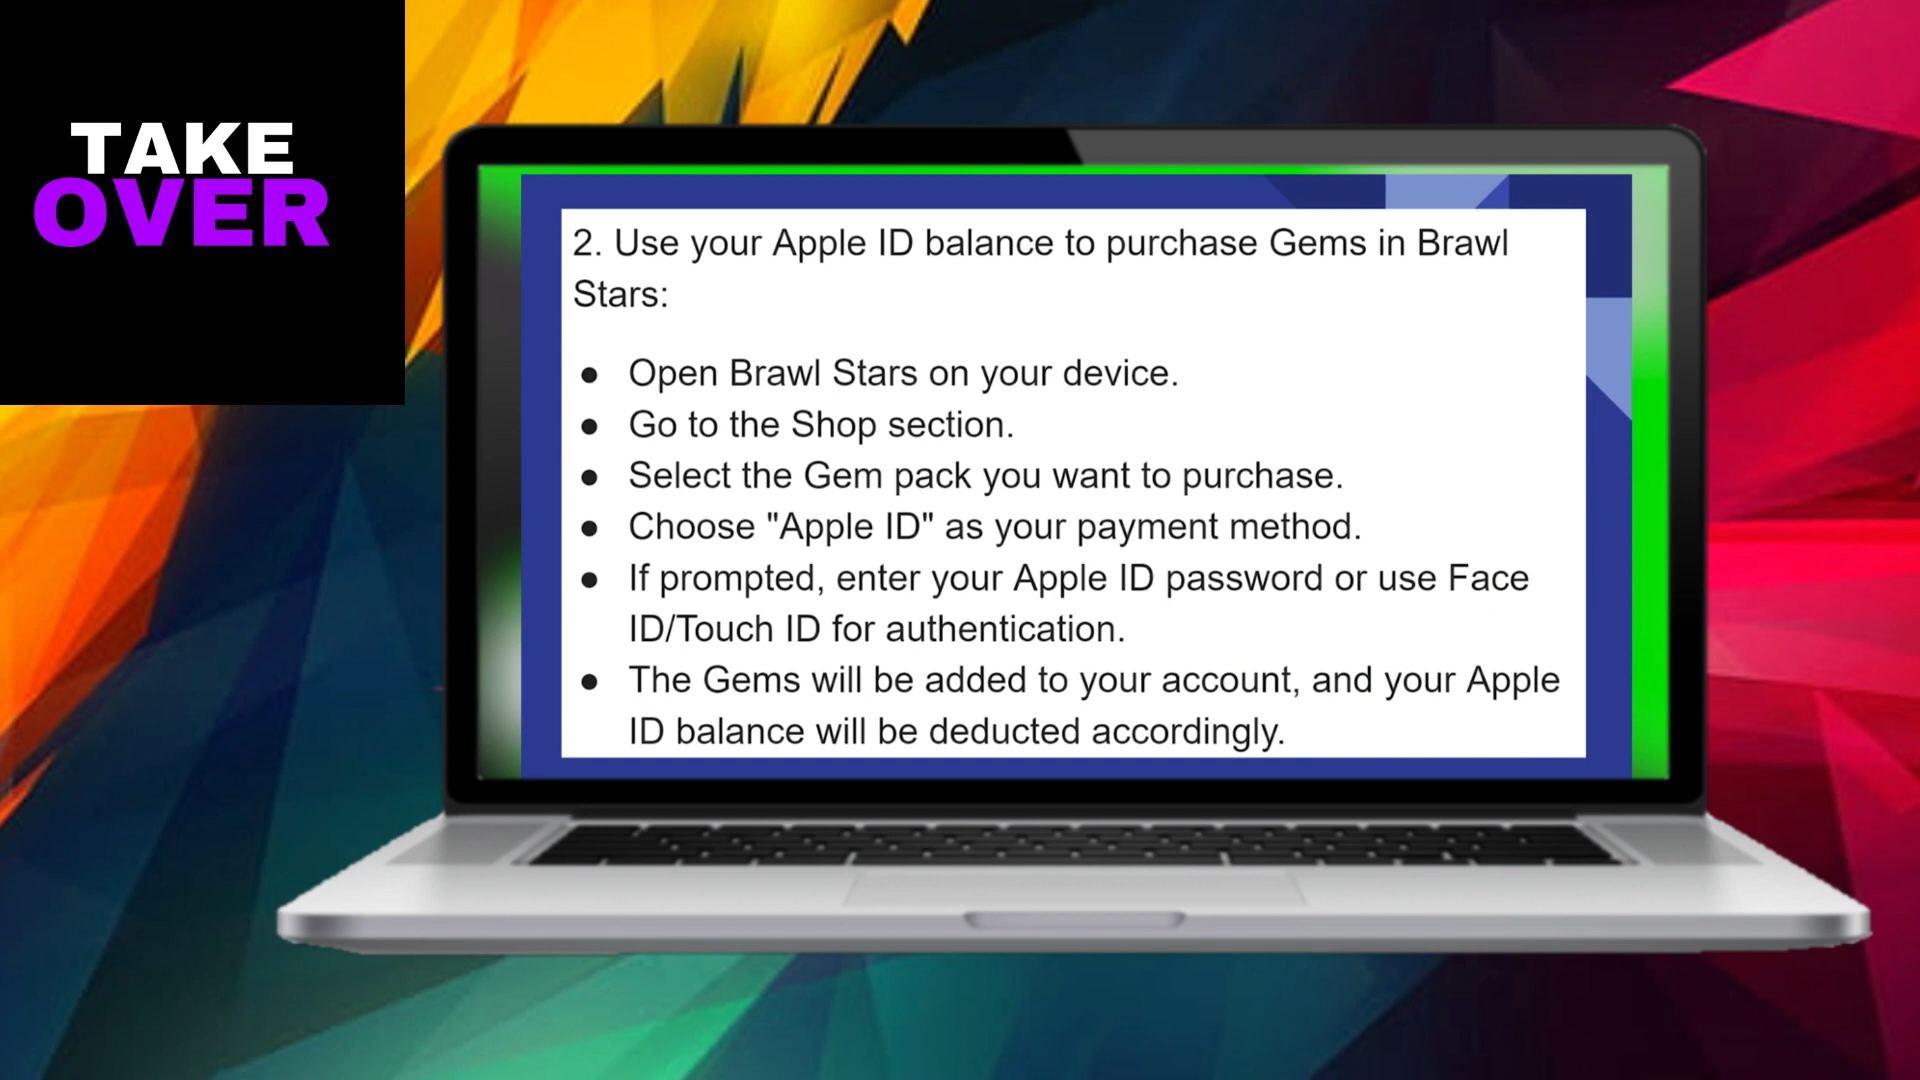 TAKE
OVER
2. Use your Apple ID balance to purchase Gems in Brawl
Stars:
● Open Brawl Stars on your device.
● Go to the Shop section.
● Select the Gem pack you want to purchase.
● Choose "Apple ID" as your payment method.
● If prompted, enter your Apple ID password or use Face
ID/Touch ID for authentication.
● The Gems will be added to your account, and your Apple
ID balance will be deducted accordingly.